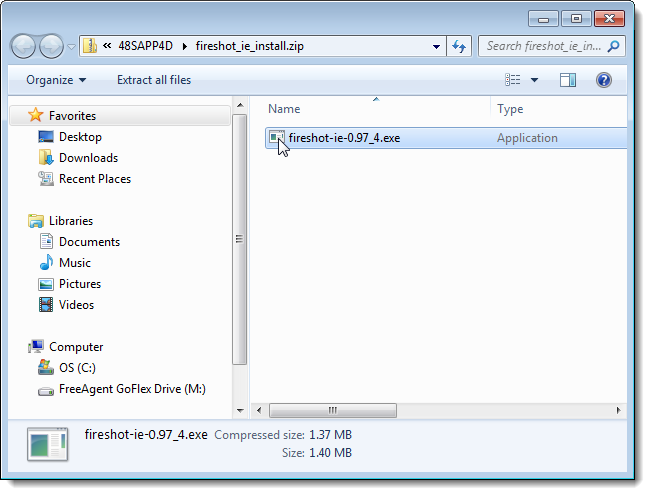 « 48SAPP4D fireshot_ie_install.zip Search fireshot_ie_in...
Organize Extract all files
Name Type
fireshot-ie-0.97_4.exe Application
Favorites
Desktop
Downloads
Recent Places
Libraries
Documents
Music
Pictures
Videos
Computer
OS (C:)
FreeAgent GoFlex Drive (M:)
fireshot-ie-0.97_4.exe Compressed size: 1.37 MB
Size: 1.40 MB